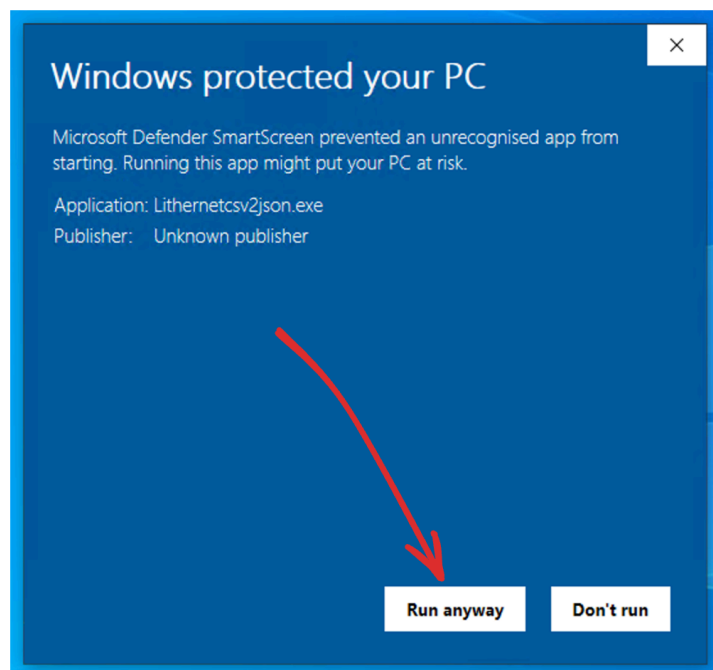 Windows protected your PC
Microsoft Defender SmartScreen prevented an unrecognised app from
starting. Running this app might put your PC at risk.
Application: Lithernetcsv2json.exe
Publisher: Unknown publisher
Run anyway Don't run